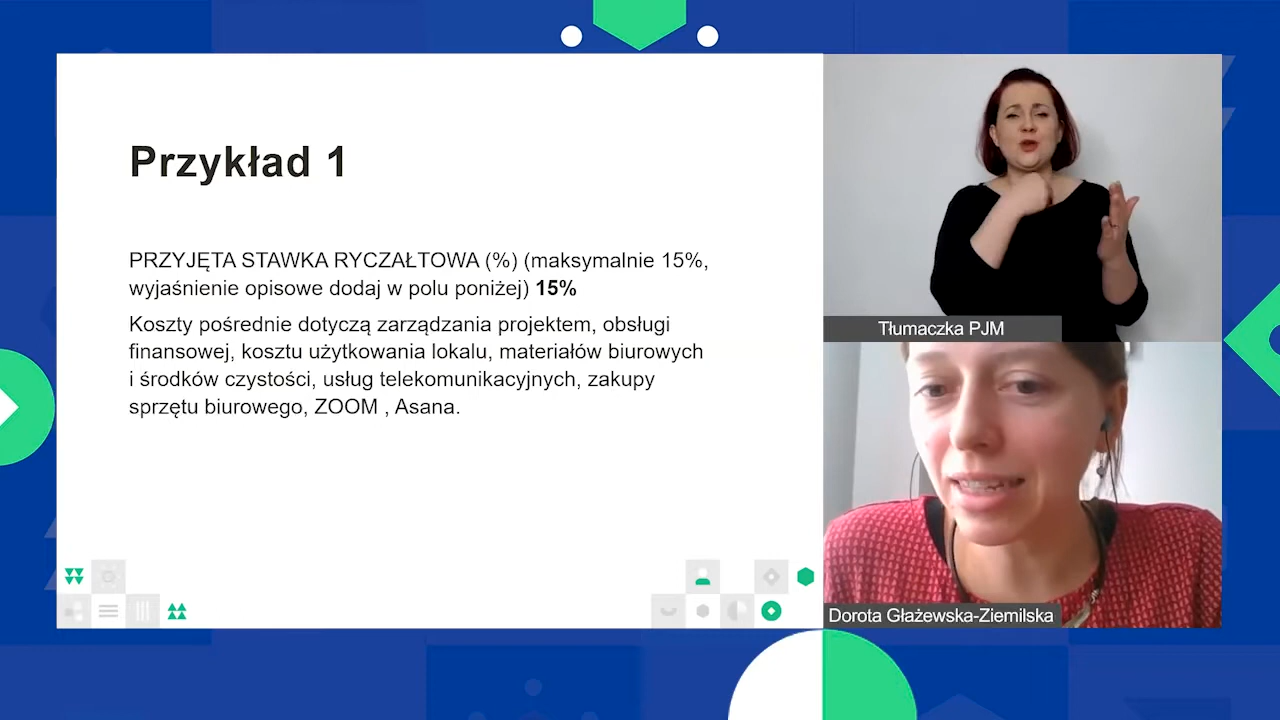 Przykład 1
PRZYJĘTA STAWKA RYCZAŁTOWA (%) (maksymalnie 15%,
wyjaśnienie opisowe dodaj w polu poniżej) 15%
Koszty pośrednie dotyczą zarządzania projektem, obsługi
finansowej, kosztu użytkowania lokalu, materiałów biurowych
i środków czystości, usług telekomunikacyjnych, zakupy
sprzętu biurowego, ZOOM , Asana.
Tłumaczka PJM
Dorota Głażewska-Ziemilska